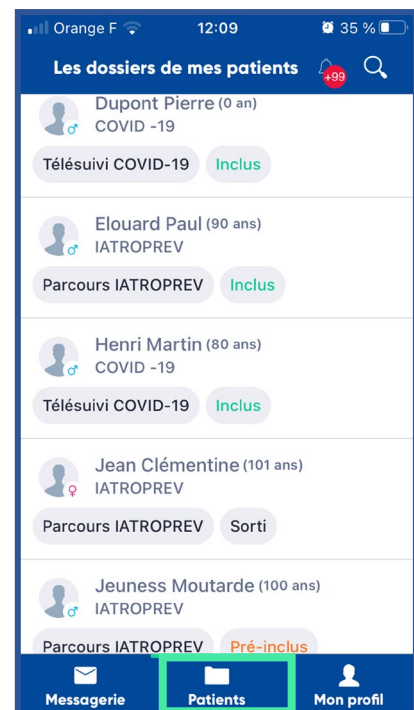 Orange F 12:09 35 %
Les dossiers de mes patients +99
Dupont Pierre (0 an)
COVID -19
Télésuivi COVID-19 Inclus
Elouard Paul (90 ans)
IATROPREV
Parcours IATROPREV Inclus
Henri Martin (80 ans)
COVID -19
Télésuivi COVID-19 Inclus
Jean Clémentine (101 ans)
IATROPREV
Parcours IATROPREV Sorti
Jeuness Moutarde (100 ans)
IATROPREV
Parcours IATROPREV Pré-inclus
Messagerie Patients Mon profil